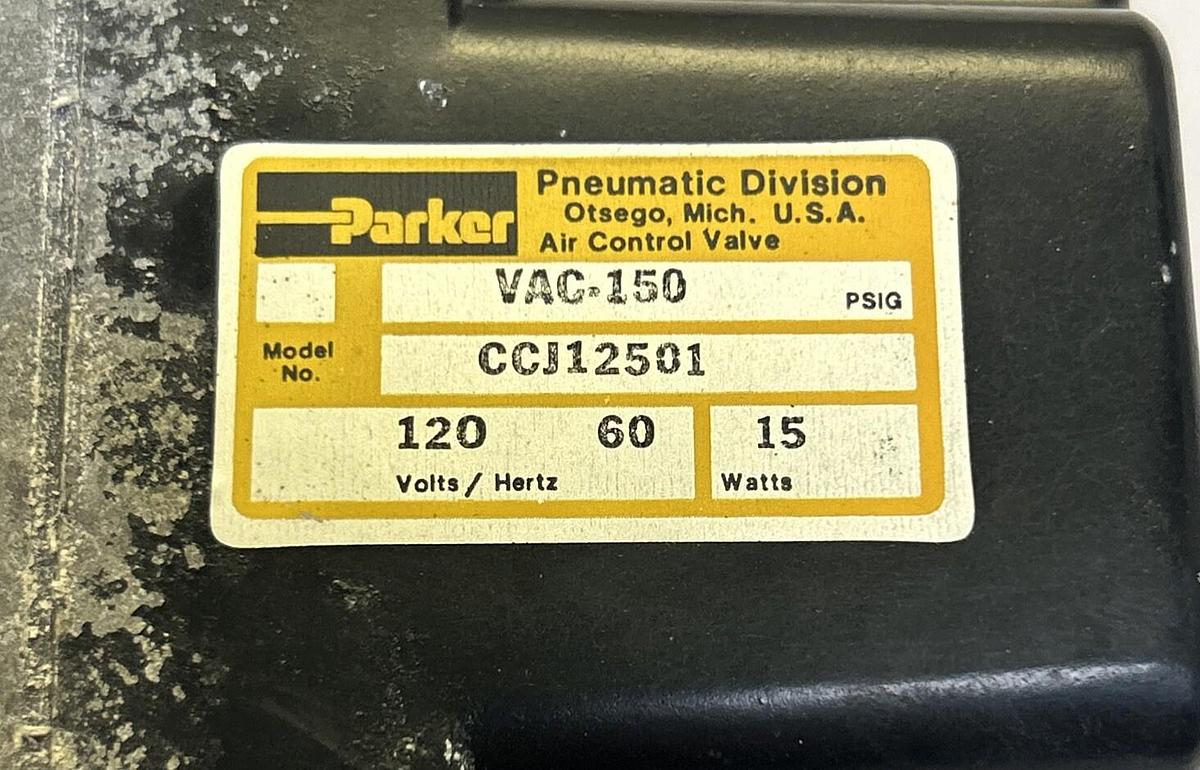 Parker
Pneumatic Division
Otsego, Mich. U.S.A.
Air Control Valve
VAC-150 PSIG
Model No. CCJ12501
120 60 15
Volts / Hertz Watts